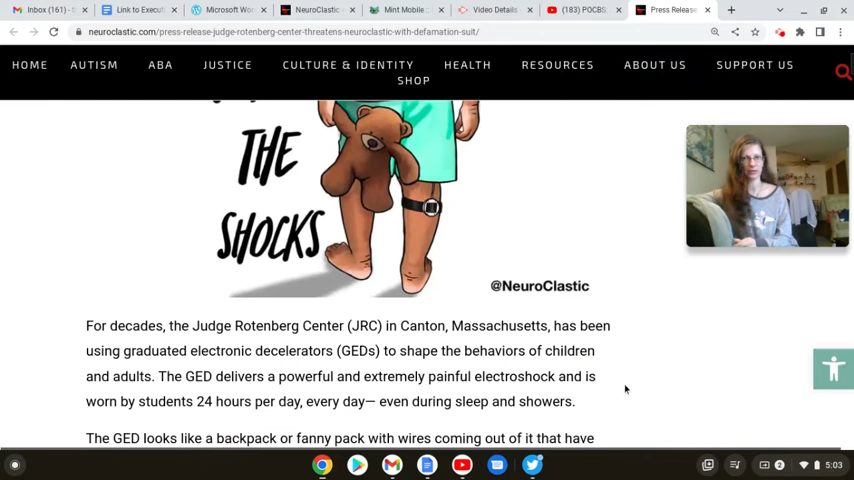 Inbox (161) - t
Link to Execut
Microsoft Wor
NeuroClastic -
Mint Mobile -
Video Details
(183) POCBS
Press Release
neuroclastic.com/press-release-judge-rotenberg-center-threatens-neuroclastic-with-defamation-suit/
HOME AUTISM ABA JUSTICE CULTURE & IDENTITY HEALTH RESOURCES ABOUT US SUPPORT US
SHOP
THE
SHOCKS
@NeuroClastic
For decades, the Judge Rotenberg Center (JRC) in Canton, Massachusetts, has been
using graduated electronic decelerators (GEDs) to shape the behaviors of children
and adults. The GED delivers a powerful and extremely painful electroshock and is
worn by students 24 hours per day, every day— even during sleep and showers.
The GED looks like a backpack or fanny pack with wires coming out of it that have
2
5:03